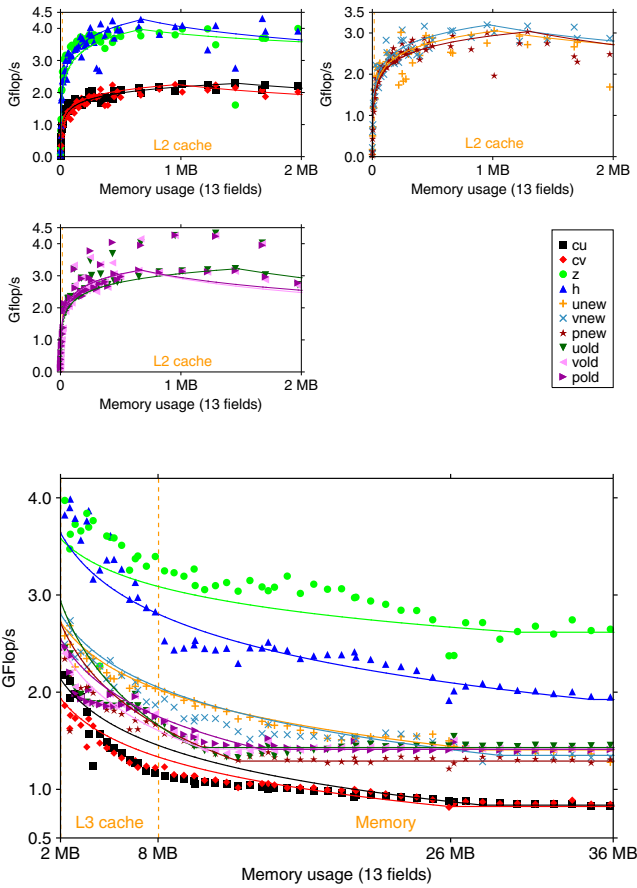 4.5
4.0
3.0
2.0
1.0
0.0
Gflop/s
L2 cache
0
1 MB
2 MB
Memory usage (13 fields)
3.5
3.0
2.0
1.0
0.0
Gflop/s
L2 cache
0
1 MB
2 MB
Memory usage (13 fields)
4.5
4.0
3.0
2.0
1.0
0.0
Gflop/s
L2 cache
0
1 MB
2 MB
Memory usage (13 fields)
cu
cv
z
h
unew
vnew
pnew
uold
vold
pold
4.0
3.0
2.0
1.0
0.5
GFlop/s
L3 cache
Memory
2 MB
8 MB
26 MB
36 MB
Memory usage (13 fields)